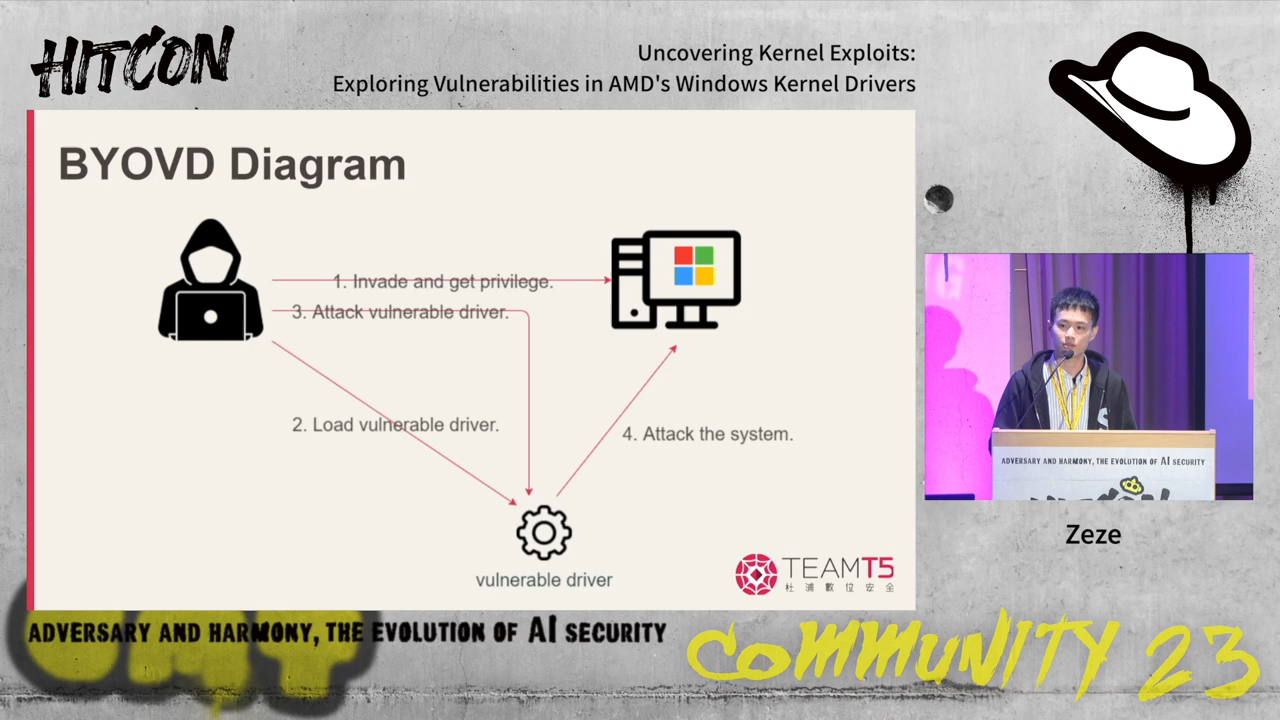 HITCON
Uncovering Kernel Exploits:
Exploring Vulnerabilities in AMD's Windows Kernel Drivers
BYOVD Diagram
1. Invade and get privilege.
3. Attack vulnerable driver.
2. Load vulnerable driver.
4. Attack the system.
vulnerable driver
TEAMT5
杜浦數位安全
ADVERSARY AND HARMONY, THE EVOLUTION OF AI SECURITY
Zeze
ADVERSARY AND HARMONY, THE EVOLUTION OF AI SECURITY
COMMUNITY 23